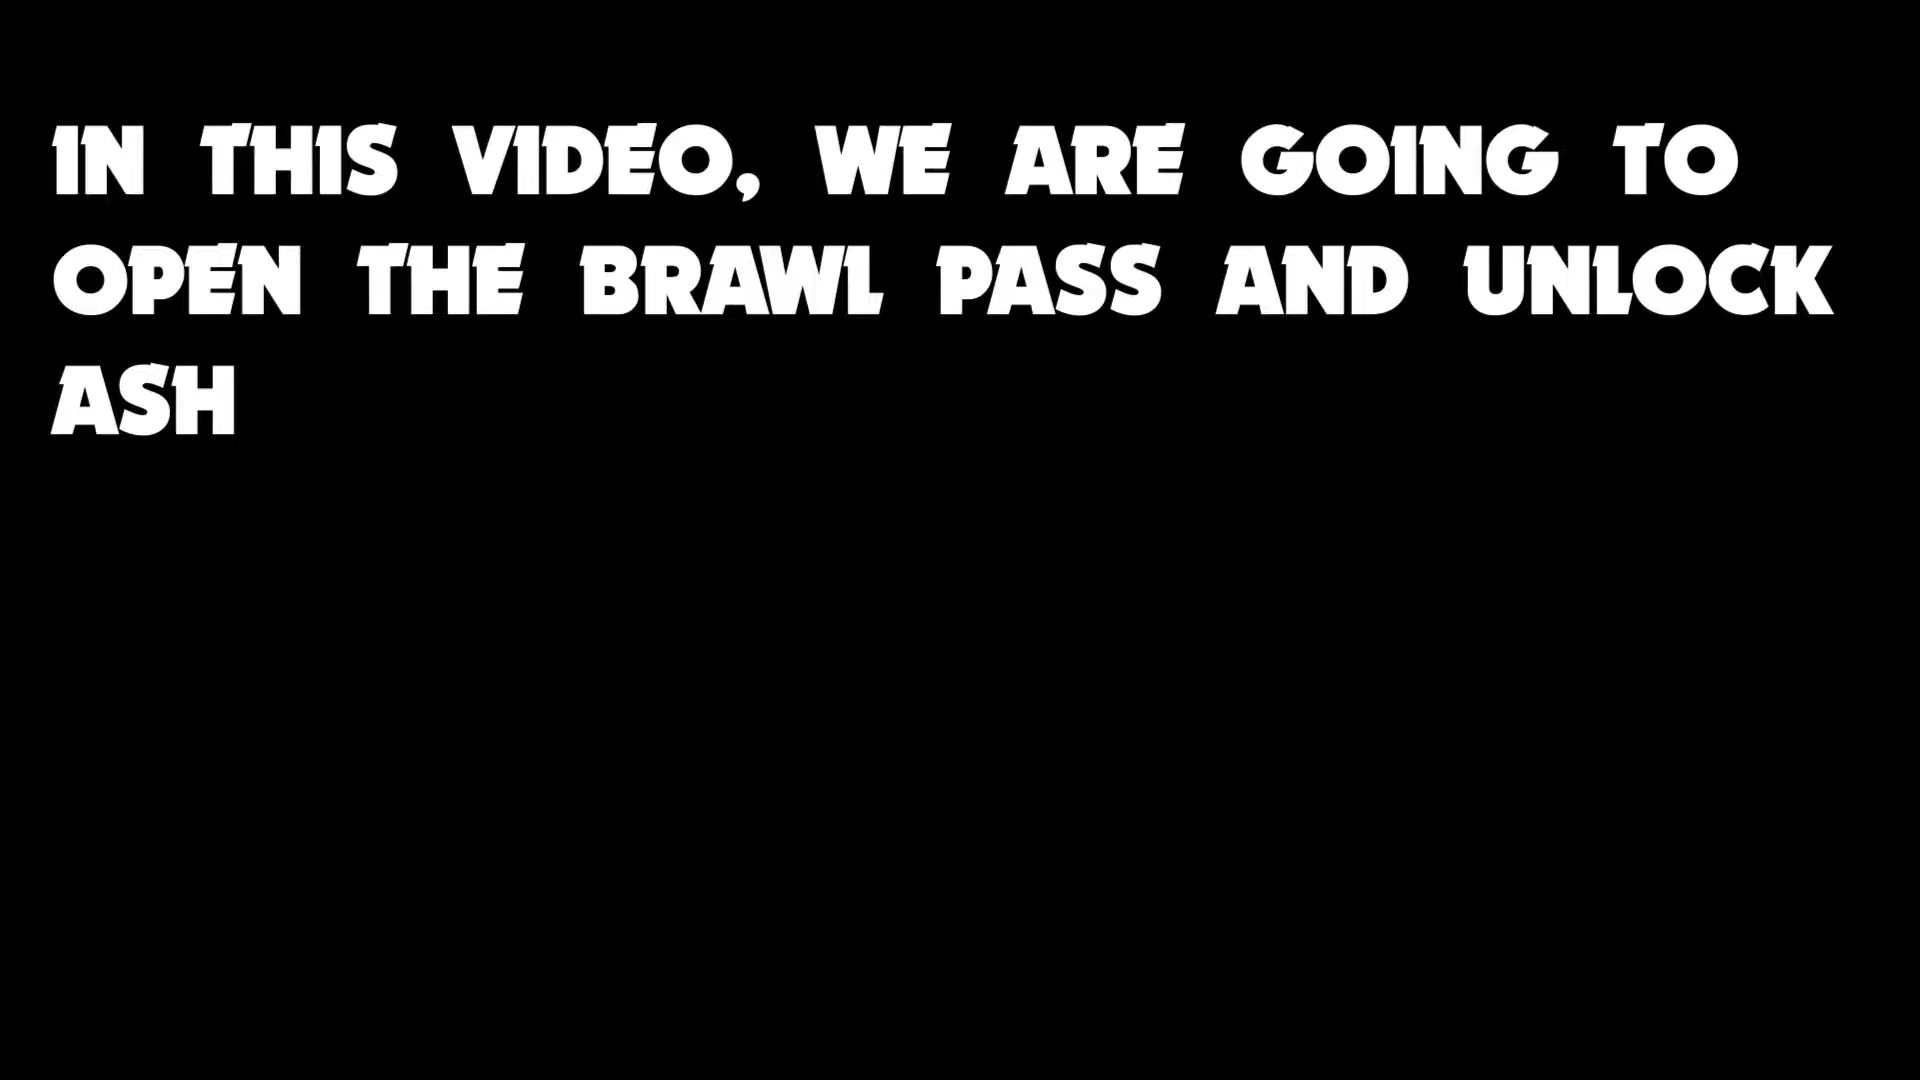 IN THIS VIDEO, WE ARE GOING TO
OPEN THE BRAWL PASS AND UNLOCK
ASH